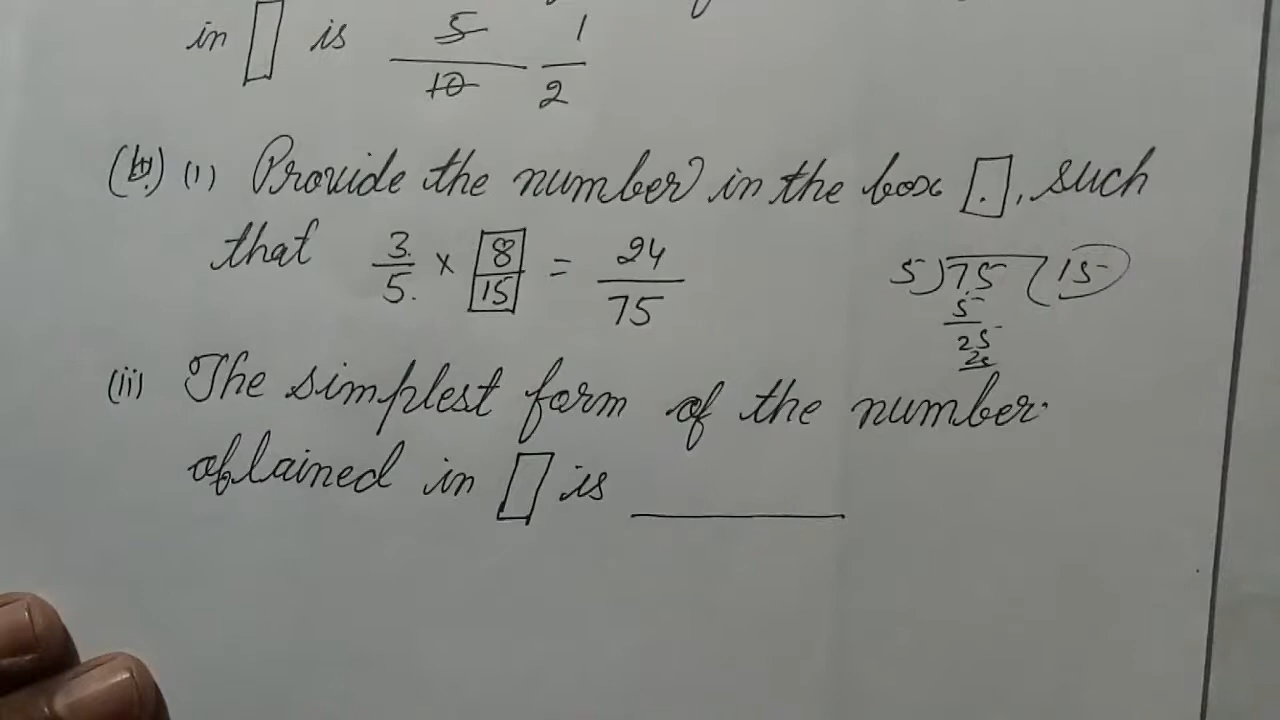 in □ is 5/10 1/2
(b) (i) Provide the number in the box □, such
that 3/5 × 8/15 = 24/75
5)75(15
5
25
25
(ii) The simplest form of the number
obtained in □ is ______